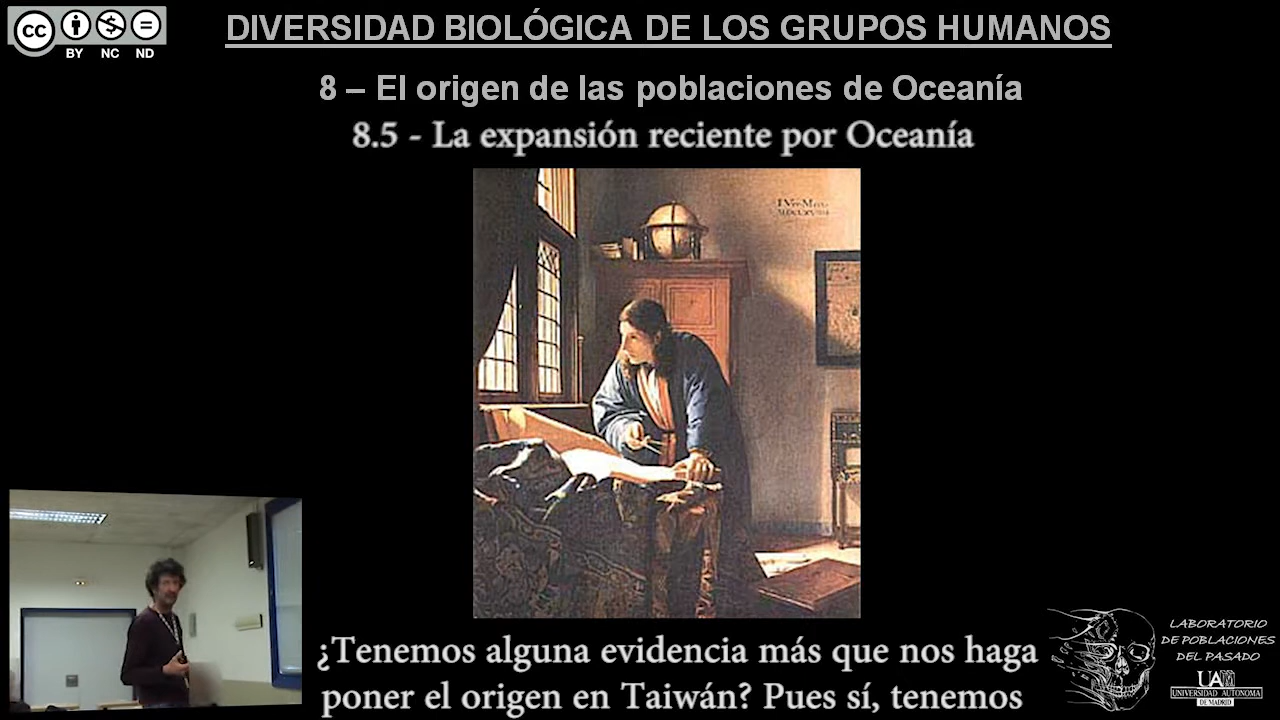 cc
BY NC ND
DIVERSIDAD BIOLÓGICA DE LOS GRUPOS HUMANOS
8 – El origen de las poblaciones de Oceanía
8.5 - La expansión reciente por Oceanía
¿Tenemos alguna evidencia más que nos haga
poner el origen en Taiwán? Pues sí, tenemos
LABORATORIO
DE POBLACIONES
DEL PASADO
UAM
UNIVERSIDAD AUTONOMA
DE MADRID